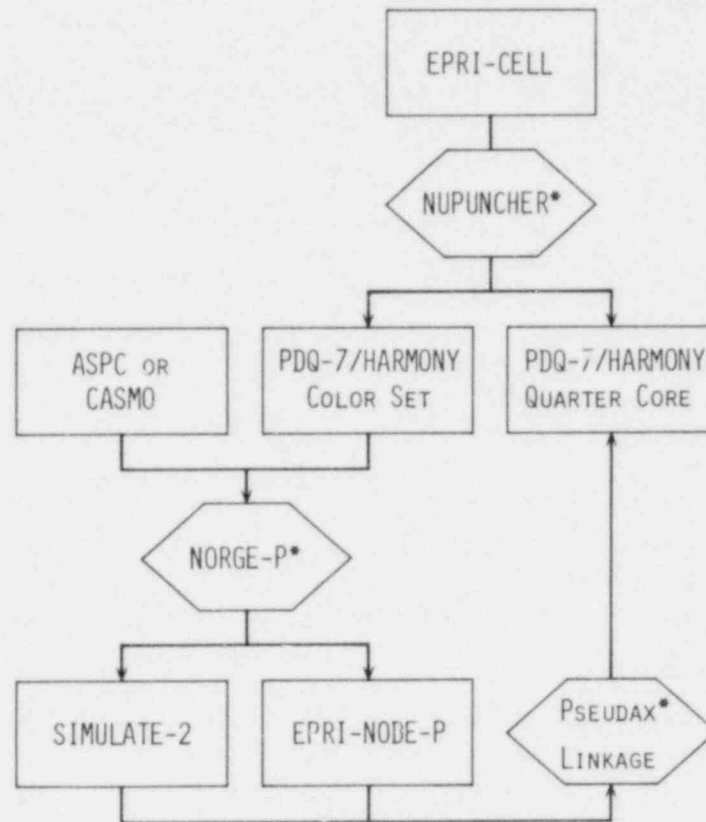 EPRI-CELL
NUPUNCHER*
ASPC OR
CASMO
PDQ-7/HARMONY
COLOR SET
PDQ-7/HARMONY
QUARTER CORE
NORGE-P*
SIMULATE-2
EPRI-NODE-P
PSEUDAX*
LINKAGE